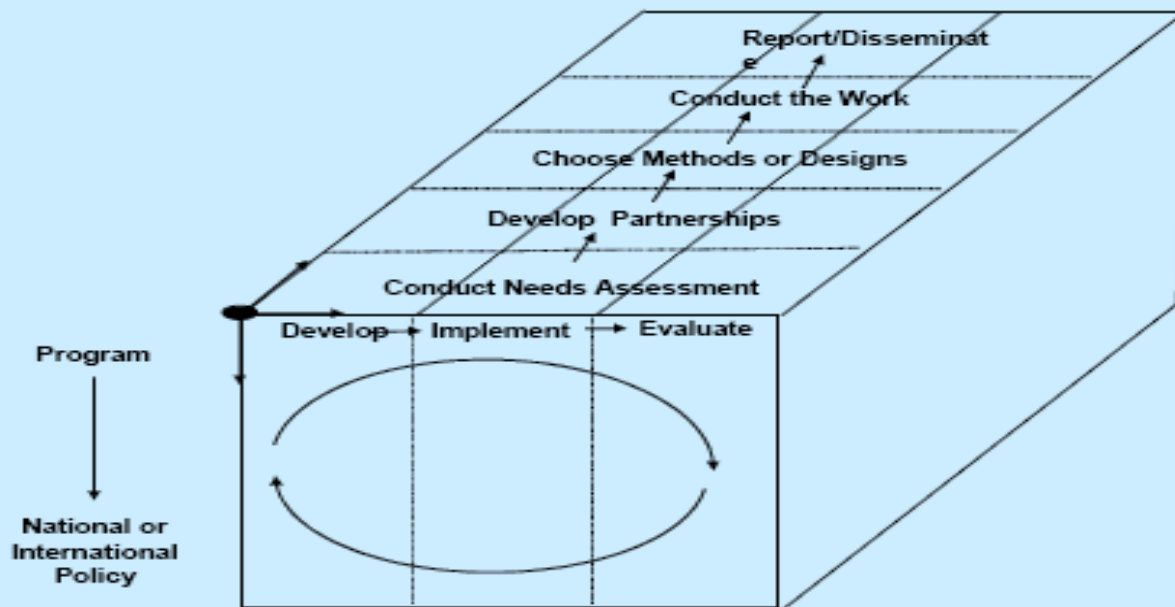 Report/Disseminat
e
Conduct the Work
Choose Methods or Designs
Develop Partnerships
Conduct Needs Assessment
Develop Implement Evaluate
Program
National or
International
Policy